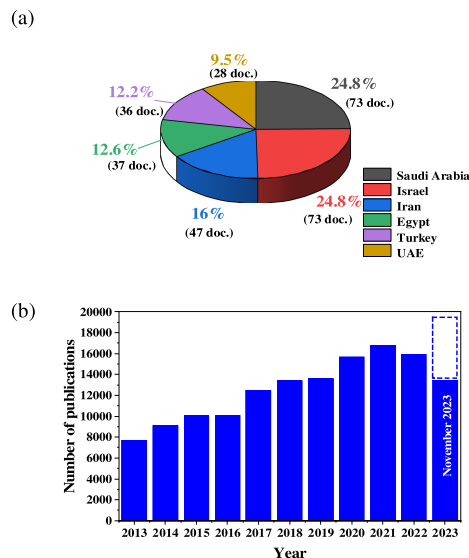 (a)
9.5%
(28 doc.)
24.8%
(73 doc.)
12.2%
(36 doc.)
12.6%
(37 doc.)
16%
(47 doc.)
24.8%
(73 doc.)
Saudi Arabia
Israel
Iran
Egypt
Turkey
UAE
(b)
Number of publications
20000
18000
16000
14000
12000
10000
8000
6000
4000
2000
0
November 2023
2013 2014 2015 2016 2017 2018 2019 2020 2021 2022 2023
Year